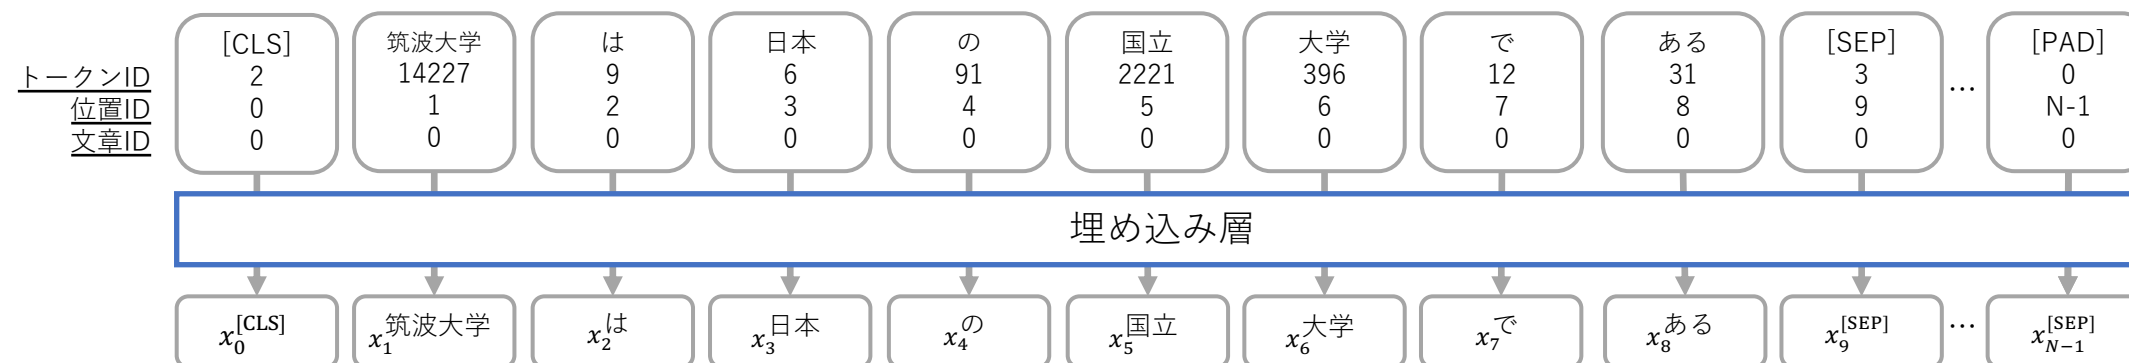 [CLS] 筑波大学 は 日本 の 国立 大学 で ある [SEP] [PAD]
トークンID 2 14227 9 6 91 2221 396 12 31 3 … 0
位置ID 0 1 2 3 4 5 6 7 8 9 N-1
文章ID 0 0 0 0 0 0 0 0 0 0 0
埋め込み層
x_0^{[CLS]} x_1^{筑波大学} x_2^{は} x_3^{日本} x_4^{の} x_5^{国立} x_6^{大学} x_7^{で} x_8^{ある} x_9^{[SEP]} … x_{N-1}^{[SEP]}